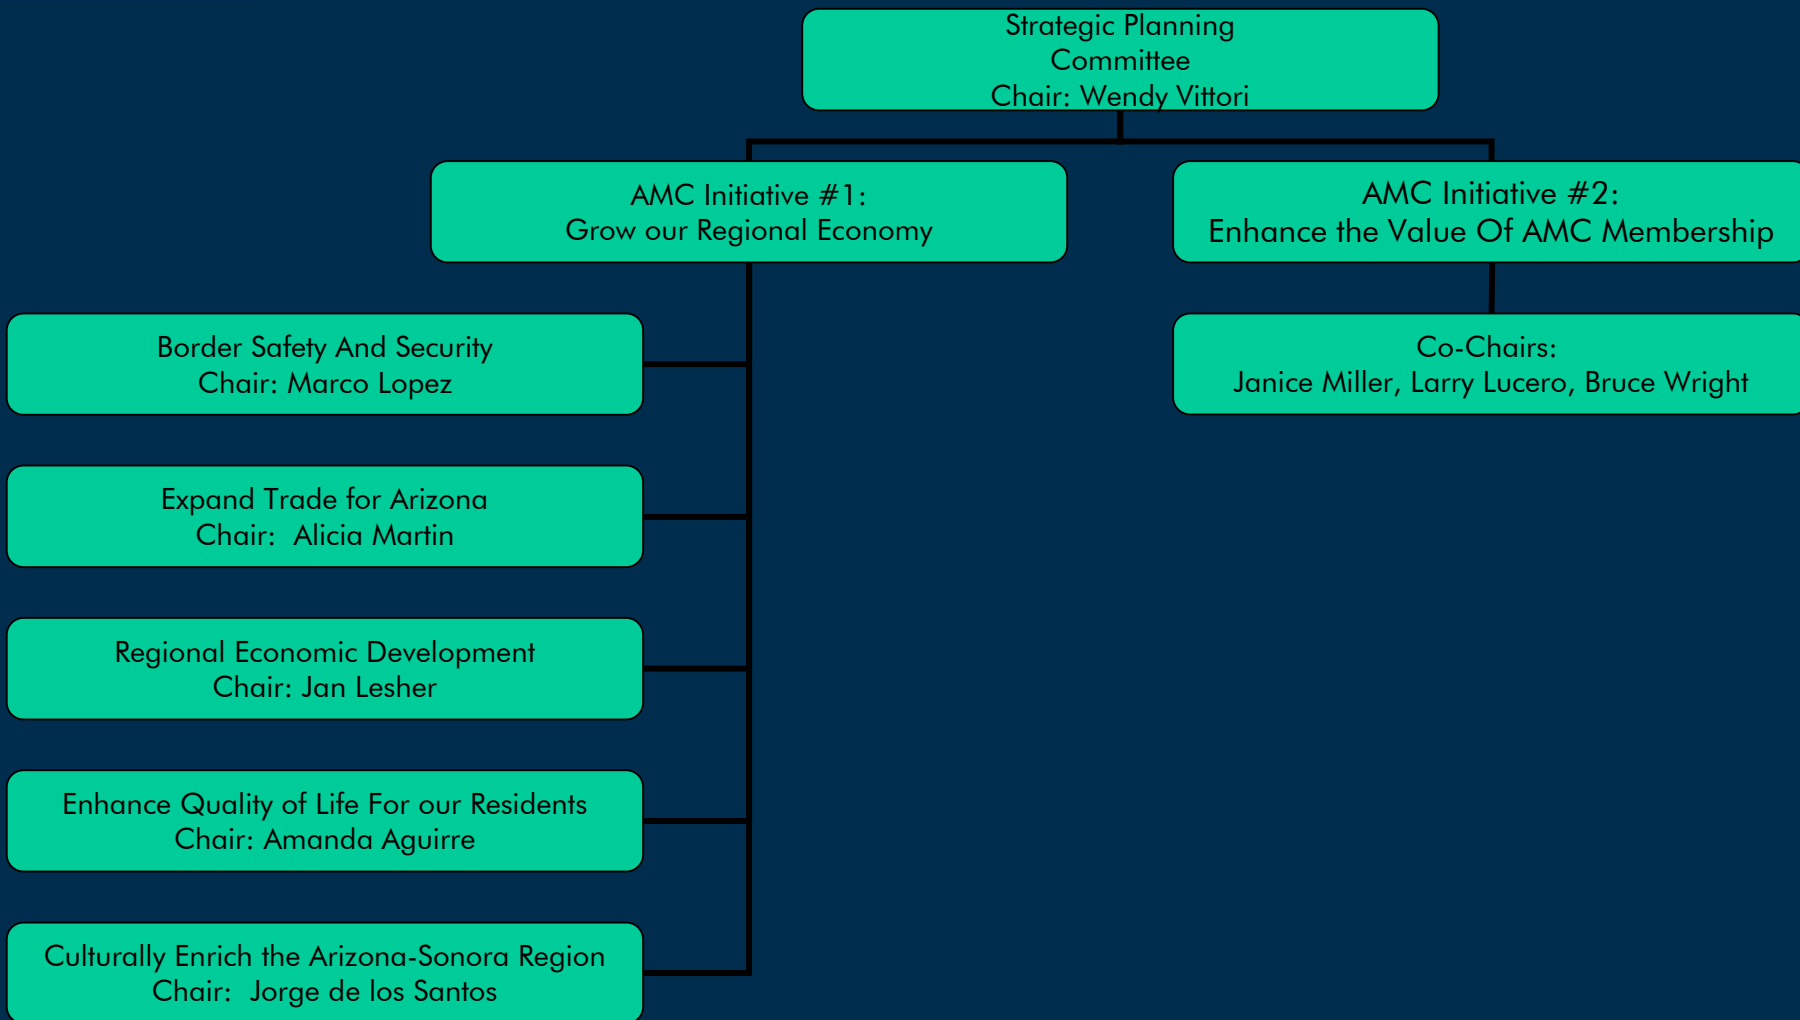 Strategic Planning
Committee
Chair: Wendy Vittori
AMC Initiative #1:
Grow our Regional Economy
AMC Initiative #2:
Enhance the Value Of AMC Membership
Border Safety And Security
Chair: Marco Lopez
Co-Chairs:
Janice Miller, Larry Lucero, Bruce Wright
Expand Trade for Arizona
Chair:  Alicia Martin
Regional Economic Development
Chair: Jan Lesher
Enhance Quality of Life For our Residents
Chair: Amanda Aguirre
Culturally Enrich the Arizona-Sonora Region
Chair:  Jorge de los Santos